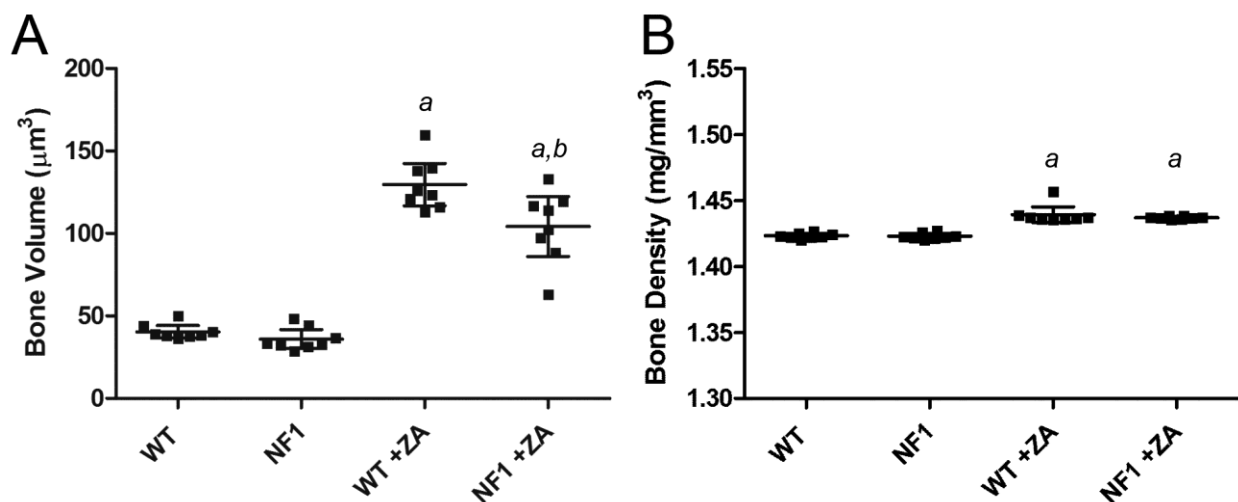 A
Bone Volume (μm³)
200
150
100
50
0
a
a,b
WT
NF1
WT +ZA
NF1 +ZA
B
Bone Density (mg/mm³)
1.55
1.50
1.45
1.40
1.35
1.30
a
a
WT
NF1
WT +ZA
NF1 +ZA